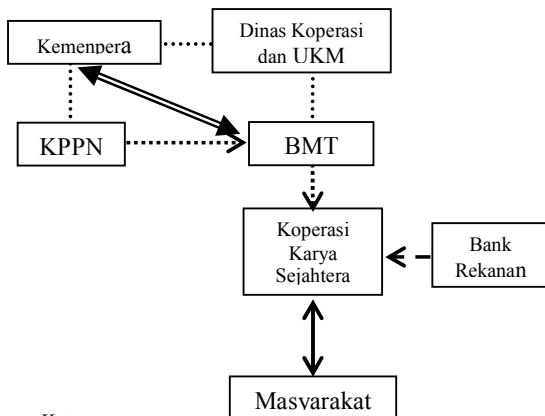 Kemenpera
Dinas Koperasi
dan UKM
KPPN
BMT
Koperasi
Karya
Sejahtera
Bank
Rekanan
Masyarakat